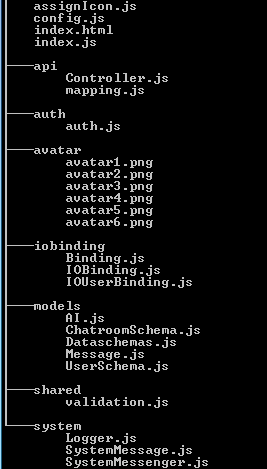 assignIcon.js
config.js
index.html
index.js
api
Controller.js
mapping.js
auth
auth.js
avatar
avatar1.png
avatar2.png
avatar3.png
avatar4.png
avatar5.png
avatar6.png
iobinding
Binding.js
IOBinding.js
IOUserBinding.js
models
AI.js
ChatroomSchema.js
Dataschemas.js
Message.js
UserSchema.js
shared
validation.js
system
Logger.js
SystemMessage.js
SystemMessenger.js